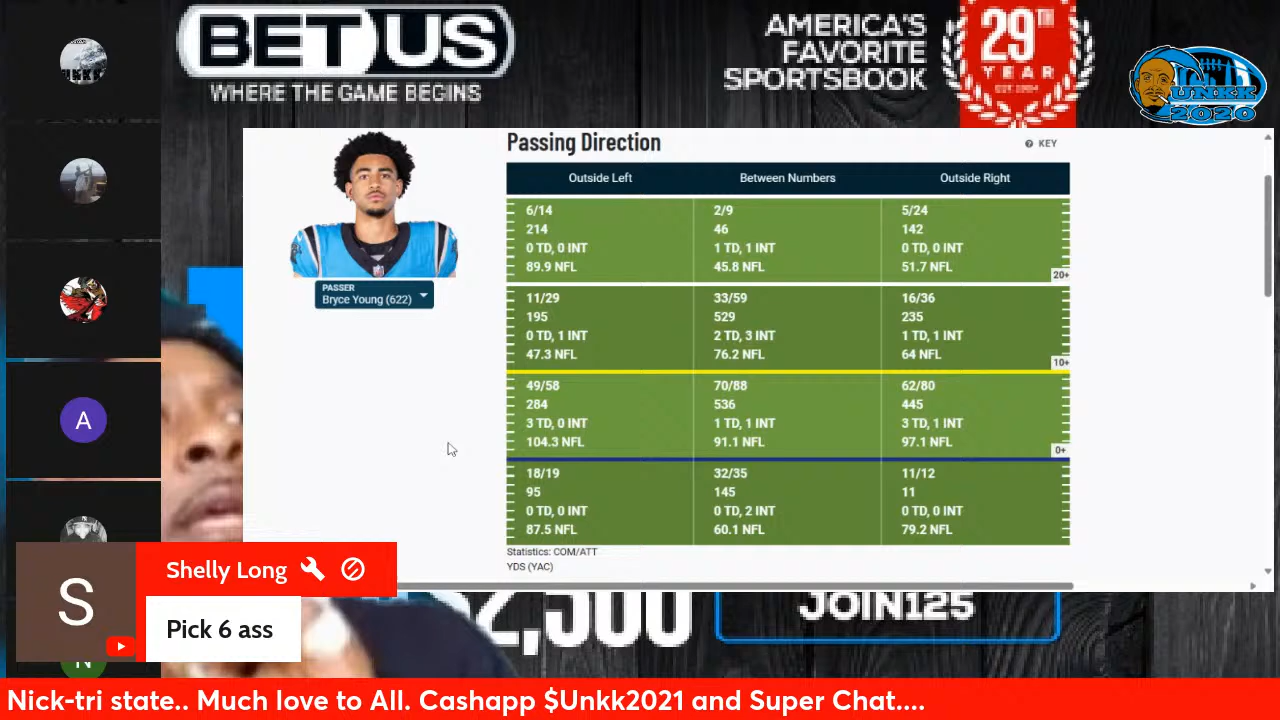 BET US
WHERE THE GAME BEGINS
AMERICA'S
FAVORITE
SPORTSBOOK
29TH
YEAR
UNKK
2020
Passing Direction
KEY
Outside Left
Between Numbers
Outside Right
6/14
214
0 TD, 0 INT
89.9 NFL
2/9
46
1 TD, 1 INT
45.8 NFL
5/24
142
0 TD, 0 INT
51.7 NFL
20+
PASSER
Bryce Young (622)
11/29
195
0 TD, 1 INT
47.3 NFL
33/59
529
2 TD, 3 INT
76.2 NFL
16/36
235
1 TD, 1 INT
64 NFL
10+
49/58
284
3 TD, 0 INT
104.3 NFL
70/88
536
1 TD, 1 INT
91.1 NFL
62/80
445
3 TD, 1 INT
97.1 NFL
0+
18/19
95
0 TD, 0 INT
87.5 NFL
32/35
145
0 TD, 2 INT
60.1 NFL
11/12
11
0 TD, 0 INT
79.2 NFL
Statistics: COM/ATT
YDS (YAC)
A
S
Shelly Long
Pick 6 ass
N
JOIN125
Nick-tri state.. Much love to All. Cashapp $Unkk2021 and Super Chat....